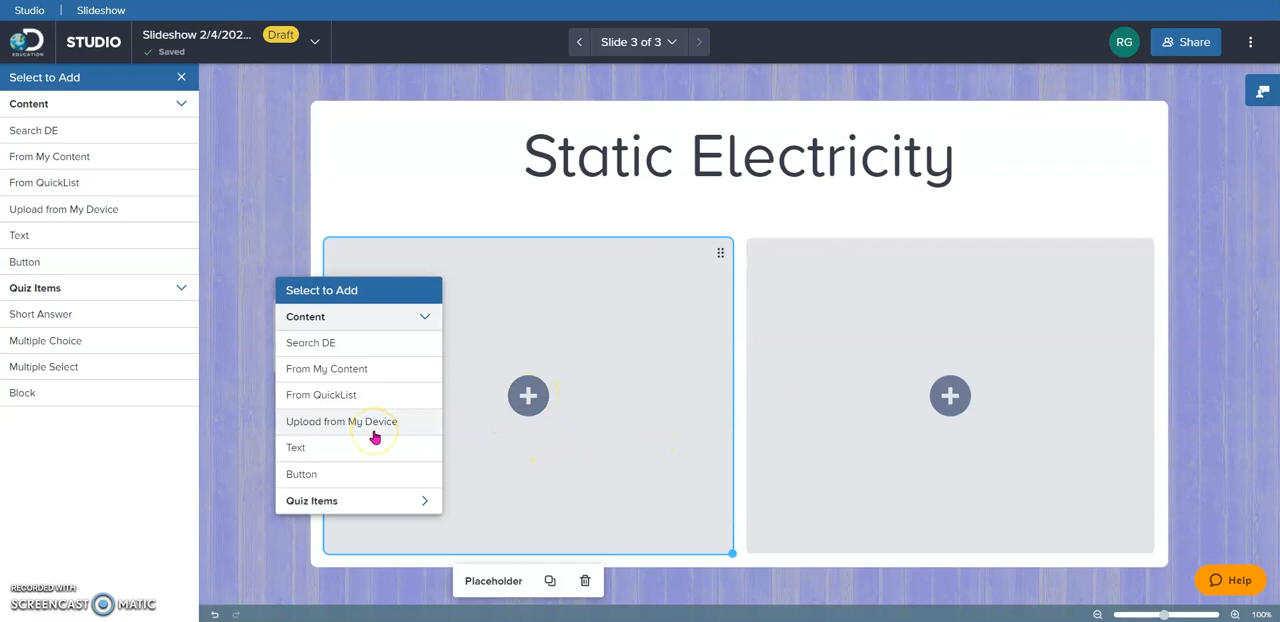 Studio | Slideshow
EDUCATION
STUDIO
Slideshow 2/4/202...
Draft
Saved
Slide 3 of 3
RG
Share
Select to Add
Content
Search DE
From My Content
From QuickList
Upload from My Device
Text
Button
Quiz Items
Short Answer
Multiple Choice
Multiple Select
Block
Static Electricity
Select to Add
Content
Search DE
From My Content
From QuickList
Upload from My Device
Text
Button
Quiz Items
Placeholder
Help
RECORDED WITH
SCREENCAST MATIC
100%